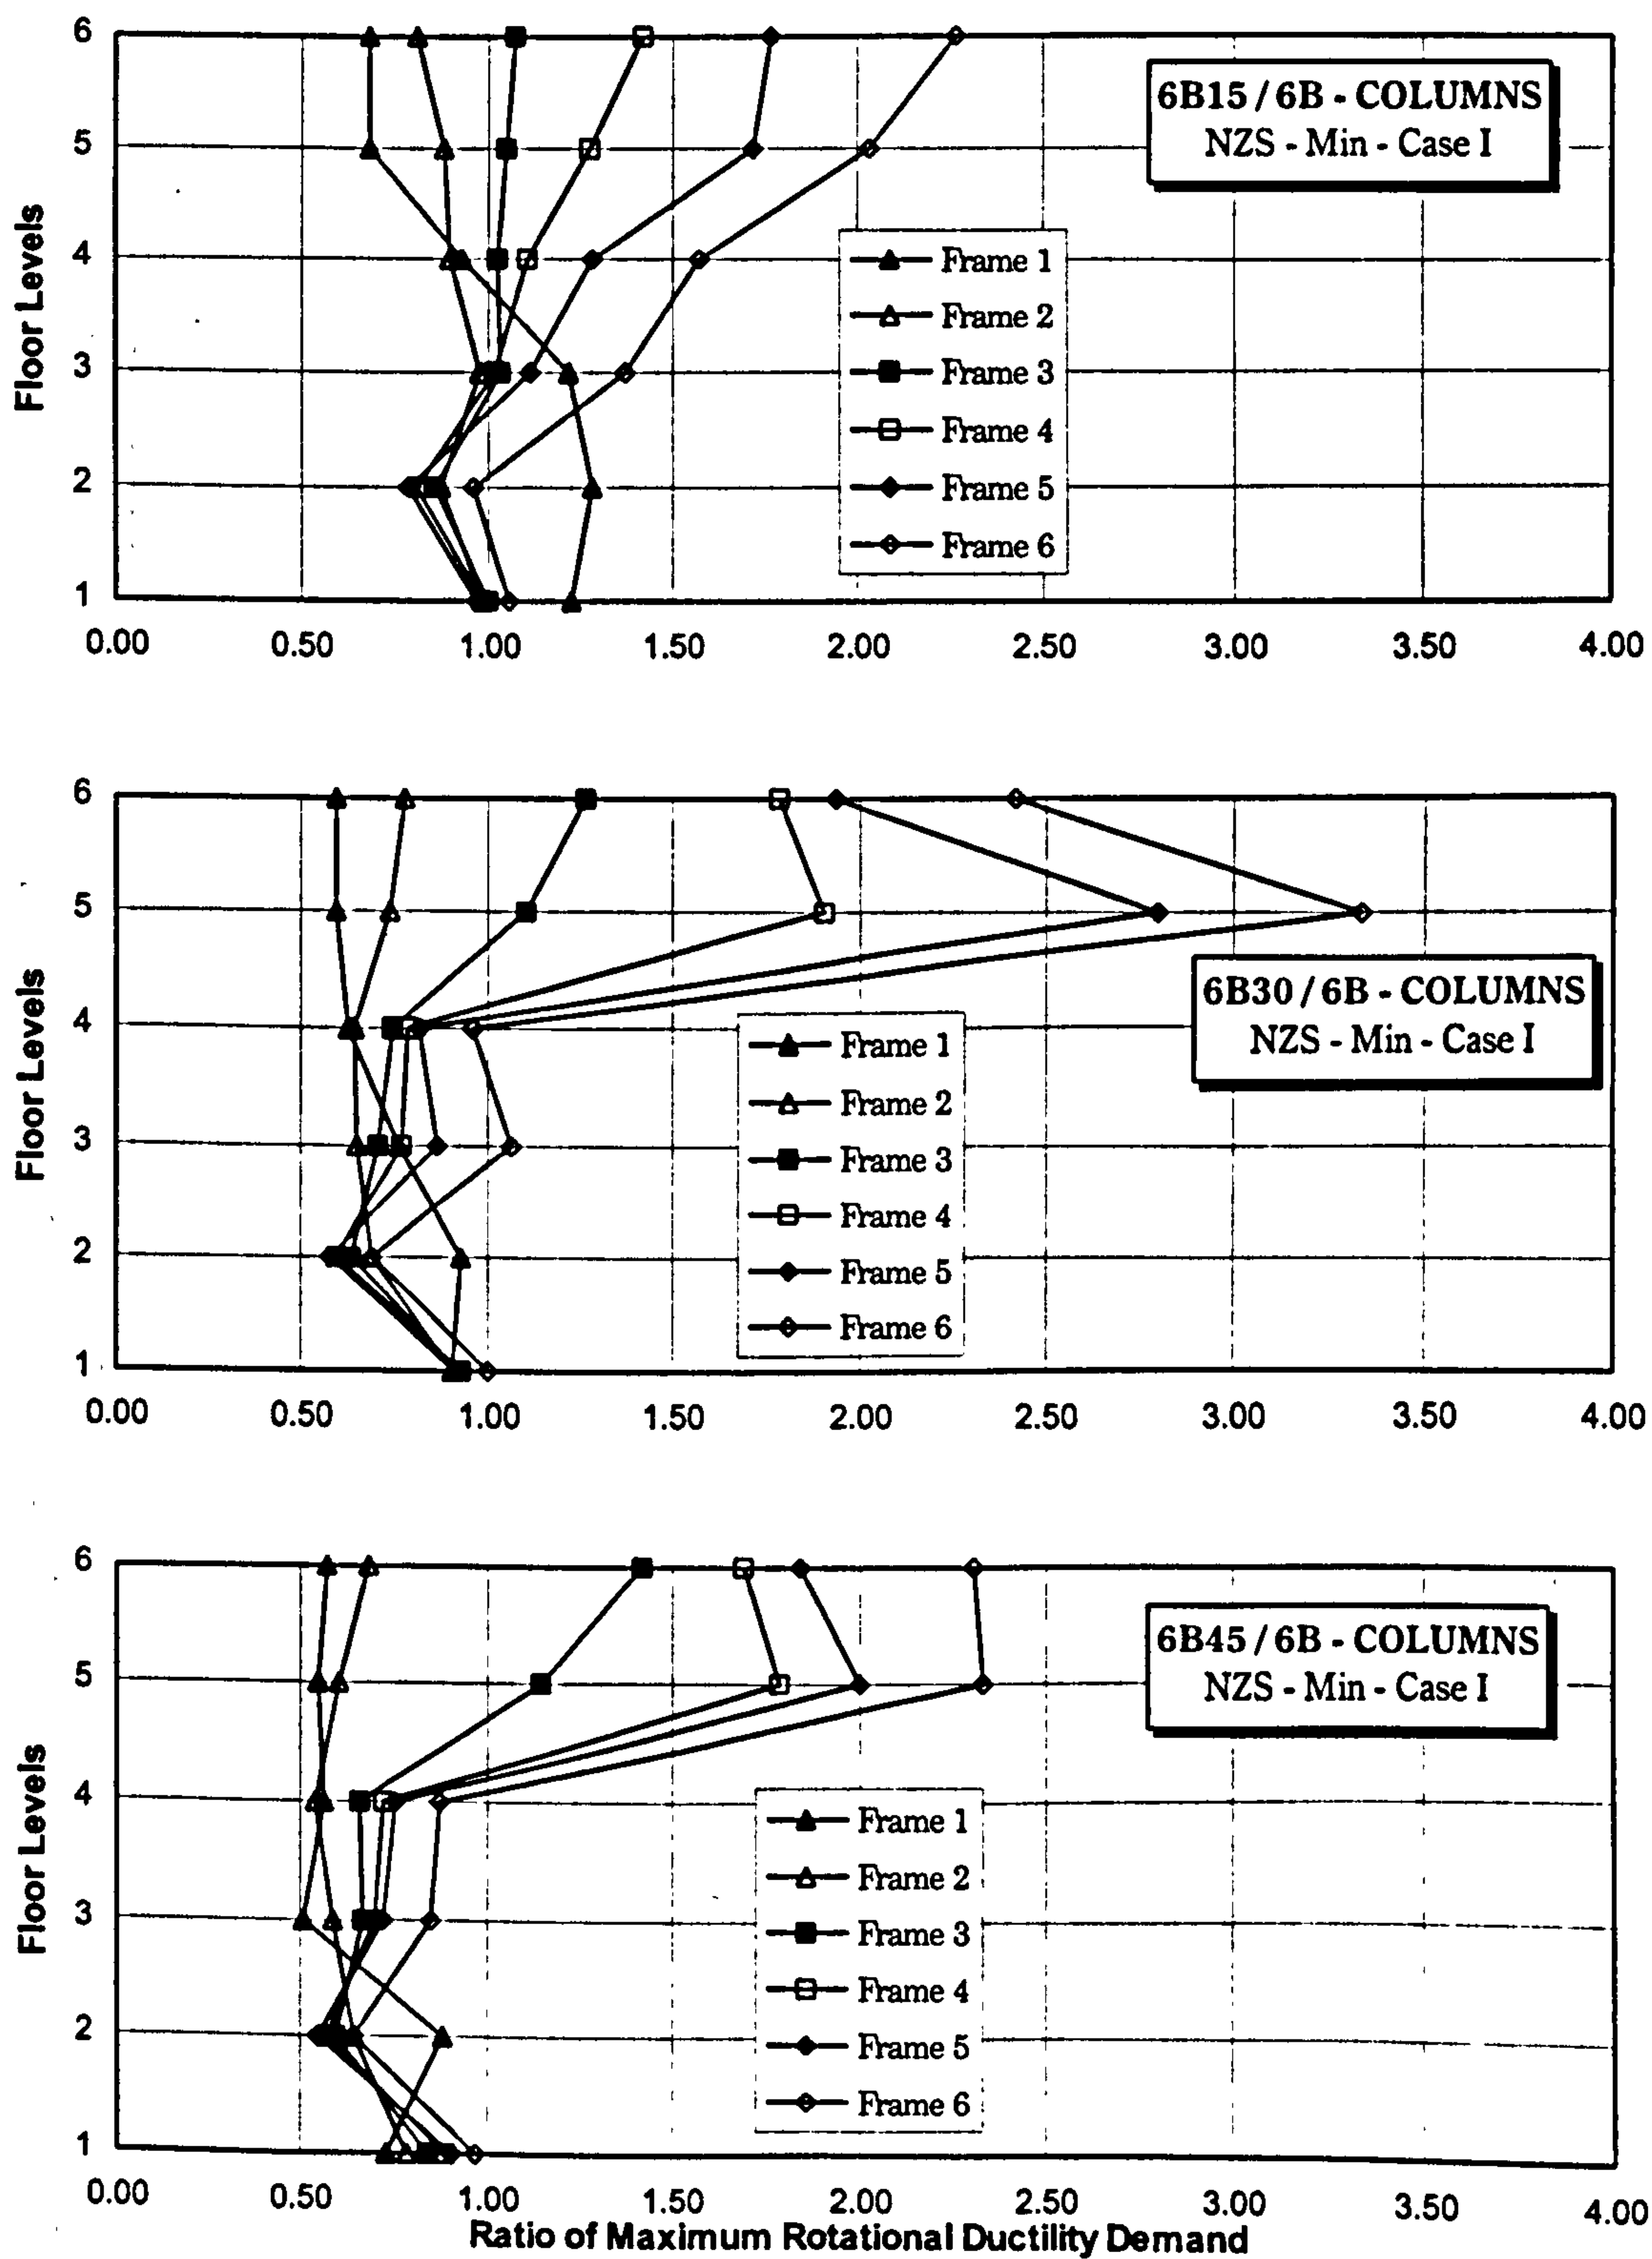 6B15 / 6B - COLUMNS
NZS - Min - Case I
Floor Levels
6
5
4
3
2
1
Frame 1
Frame 2
Frame 3
Frame 4
Frame 5
Frame 6
0.00 0.50 1.00 1.50 2.00 2.50 3.00 3.50 4.00
6B30 / 6B - COLUMNS
NZS - Min - Case I
Floor Levels
6
5
4
3
2
1
Frame 1
Frame 2
Frame 3
Frame 4
Frame 5
Frame 6
0.00 0.50 1.00 1.50 2.00 2.50 3.00 3.50 4.00
6B45 / 6B - COLUMNS
NZS - Min - Case I
Floor Levels
6
5
4
3
2
1
Frame 1
Frame 2
Frame 3
Frame 4
Frame 5
Frame 6
0.00 0.50 1.00 1.50 2.00 2.50 3.00 3.50 4.00
Ratio of Maximum Rotational Ductility Demand